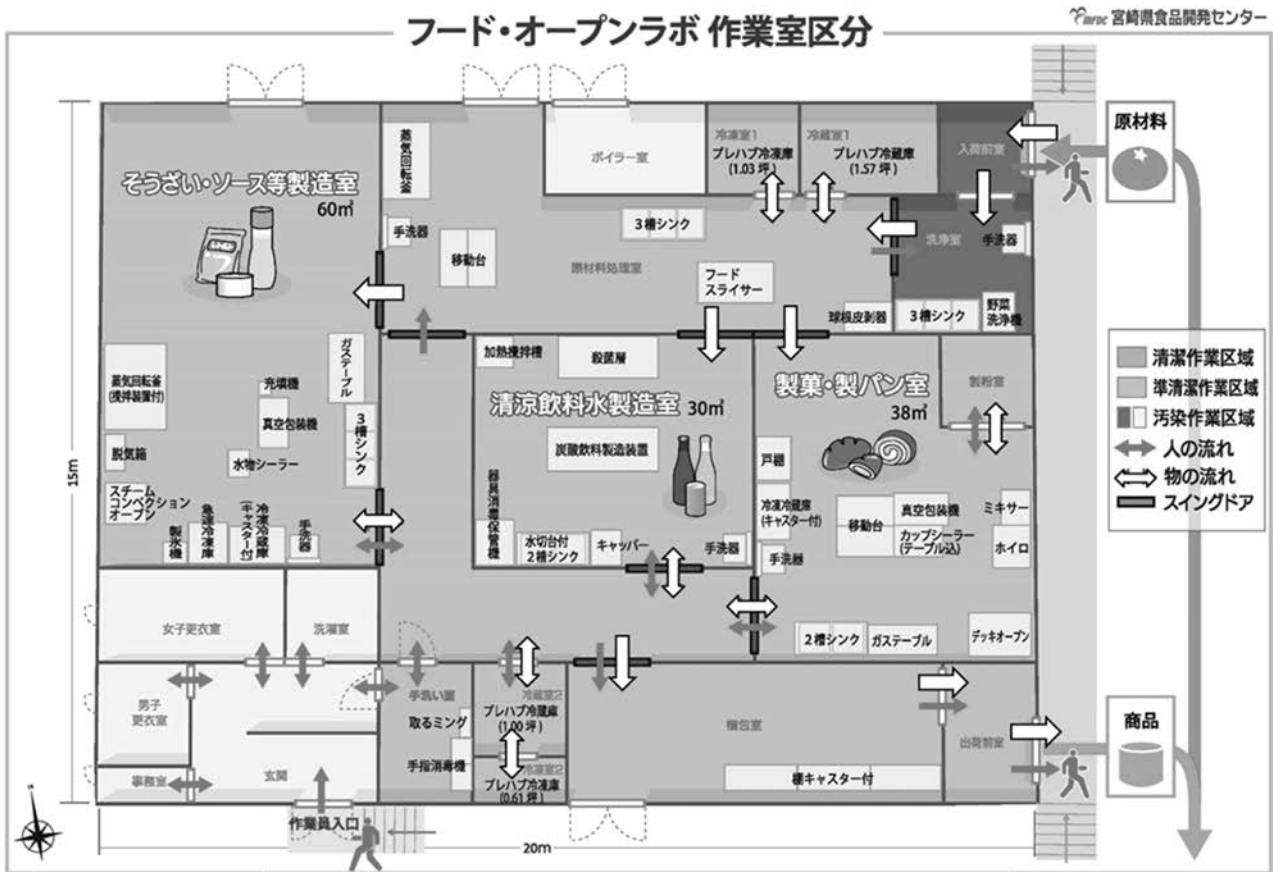 フード・オープンラボ 作業室区分
mfdc 宮崎県食品開発センター
原材料
冷凍室1
プレハブ冷凍庫
(1.03 坪)
冷蔵室1
プレハブ冷蔵庫
(1.57 坪)
入荷前室
ボイラー室
蒸気回転釜
そうざい・ソース等製造室
60㎡
手洗器
移動台
3槽シンク
原材料処理室
フード
スライサー
洗浄室
手洗器
球根皮剥器
3槽シンク
野菜
洗浄機
ガステーブル
蒸気回転釜
(撹拌装置付)
充填機
真空包装機
3槽シンク
脱気箱
水物シーラー
スチーム
コンベクション
オーブン
製氷機
急速冷凍庫
冷凍冷蔵庫
(キャスター付)
手洗器
加熱撹拌槽
殺菌層
清涼飲料水製造室 30㎡
炭酸飲料製造装置
器具消毒保管機
水切台付
2槽シンク
キャッパー
手洗器
製菓・製パン室
38㎡
製粉室
戸棚
冷凍冷蔵庫
(キャスター付)
手洗器
移動台
真空包装機
カップシーラー
(テーブル込)
ミキサー
ホイロ
2槽シンク
ガステーブル
デッキオーブン
清潔作業区域
準清潔作業区域
汚染作業区域
人の流れ
物の流れ
スイングドア
15m
女子更衣室
洗濯室
男子
更衣室
事務室
玄関
作業員入口
手洗い室
取るミング
手指消毒機
冷蔵室2
プレハブ冷蔵庫
(1.00 坪)
冷凍室2
プレハブ冷凍庫
(0.61 坪)
梱包室
棚キャスター付
出荷前室
商品
20m